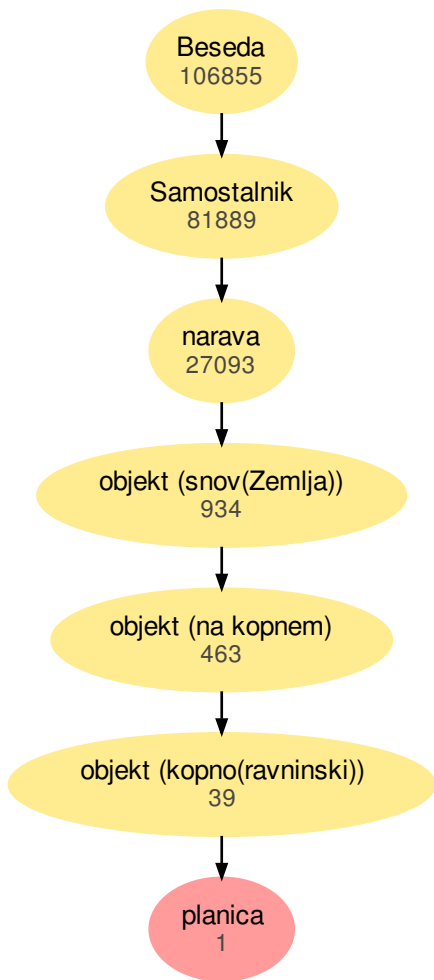 Beseda
106855
Samostalnik
81889
narava
27093
objekt (snov(Zemlja))
934
objekt (na kopnem)
463
objekt (kopno(ravninski))
39
planica
1